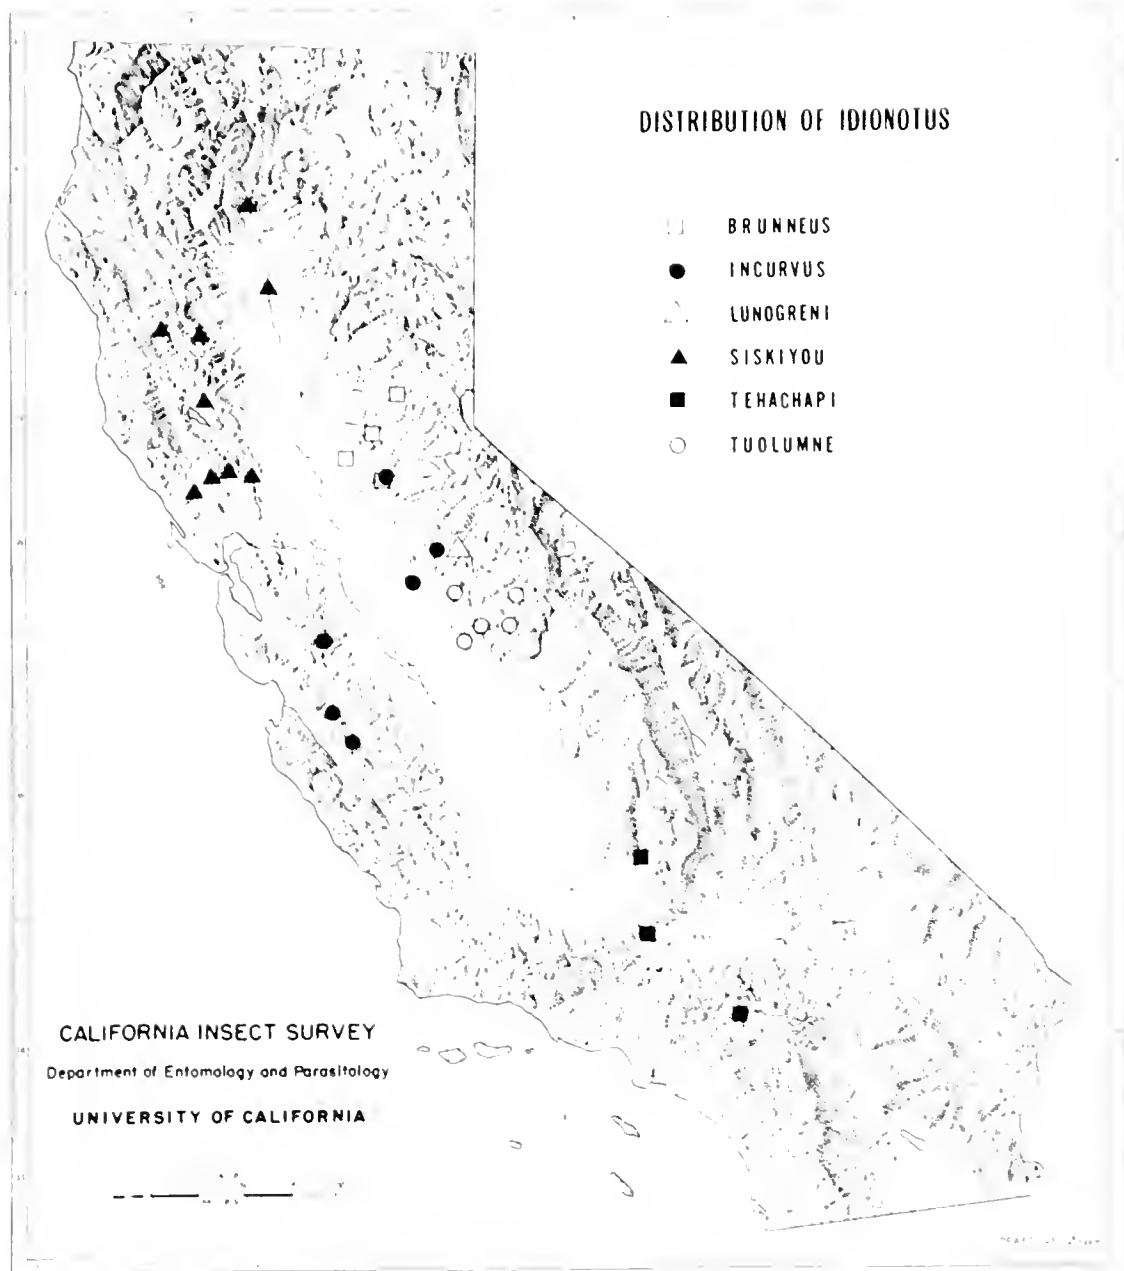 DISTRIBUTION OF IDIONOTUS
BRUNNEUS
INCURVUS
LUNOGRENI
SISKIYOU
TEHACHAPI
TUOLUMNE
CALIFORNIA INSECT SURVEY
Department of Entomology and Parasitology
UNIVERSITY OF CALIFORNIA